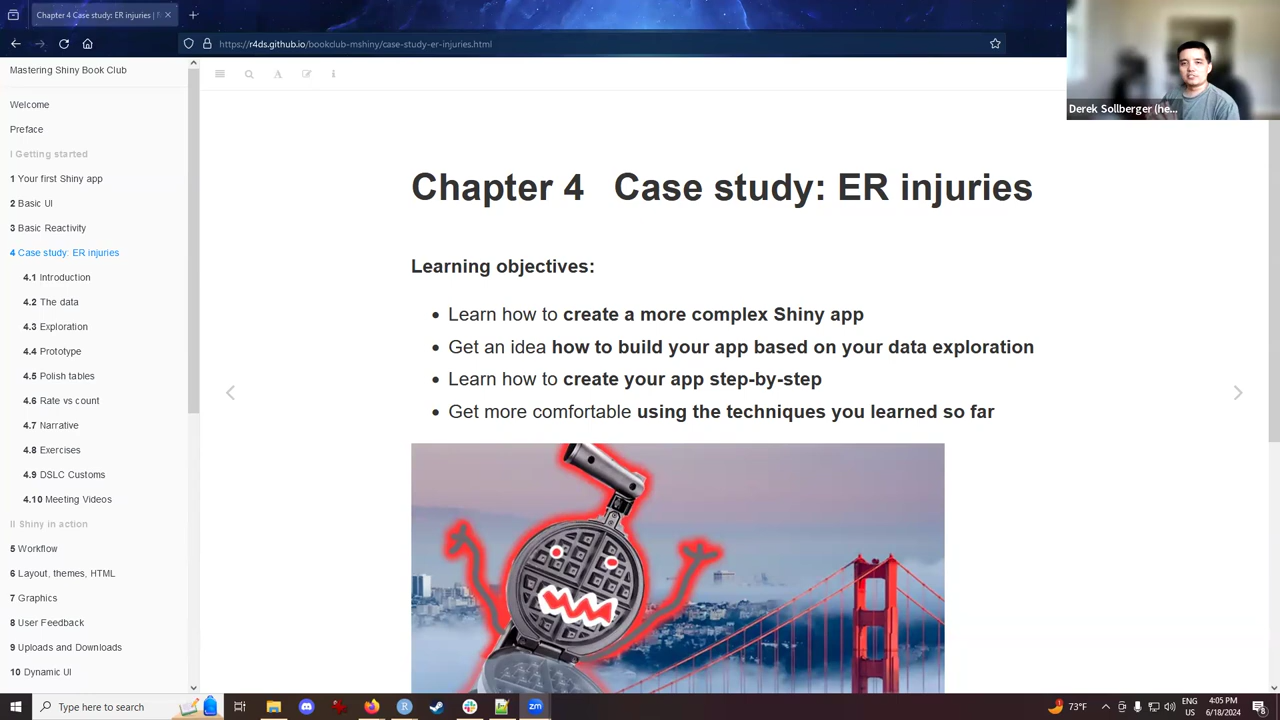 Chapter 4 Case study: ER injuries | F
https://r4ds.github.io/bookclub-mshiny/case-study-er-injuries.html
Derek Sollberger (he...
Mastering Shiny Book Club
Welcome
Preface
I Getting started
1 Your first Shiny app
2 Basic UI
3 Basic Reactivity
4 Case study: ER injuries
4.1 Introduction
4.2 The data
4.3 Exploration
4.4 Prototype
4.5 Polish tables
4.6 Rate vs count
4.7 Narrative
4.8 Exercises
4.9 DSLC Customs
4.10 Meeting Videos
II Shiny in action
5 Workflow
6 Layout, themes, HTML
7 Graphics
8 User Feedback
9 Uploads and Downloads
10 Dynamic UI
Chapter 4 Case study: ER injuries
Learning objectives:
• Learn how to create a more complex Shiny app
• Get an idea how to build your app based on your data exploration
• Learn how to create your app step-by-step
• Get more comfortable using the techniques you learned so far
Type here to search
zm
73°F
ENG
US
4:05 PM
6/18/2024
8